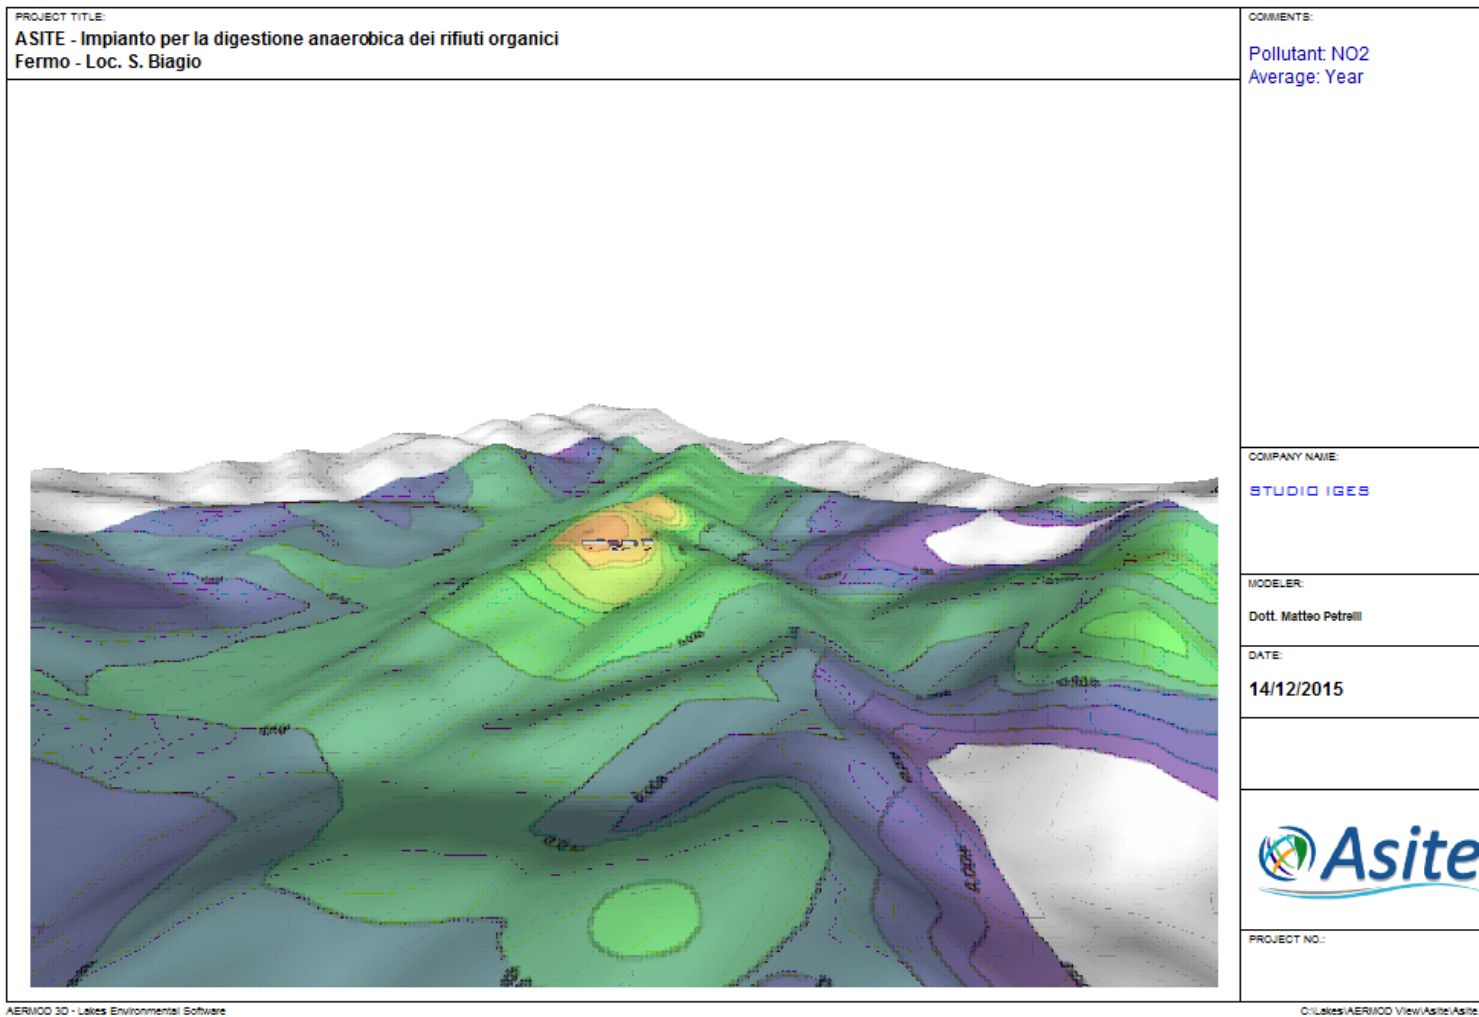 PROJECT TITLE:
ASITE - Impianto per la digestione anaerobica dei rifiuti organici
Fermo - Loc. S. Biagio
COMMENTS:
Pollutant: NO2
Average: Year
COMPANY NAME:
STUDIO IGES
MODELER:
Dott. Matteo Petrelli
DATE:
14/12/2015
Asite
PROJECT NO.:
AERMOD 3D - Lakes Environmental Software
C:\Lakes\AERMOD View\Asite\Asite.